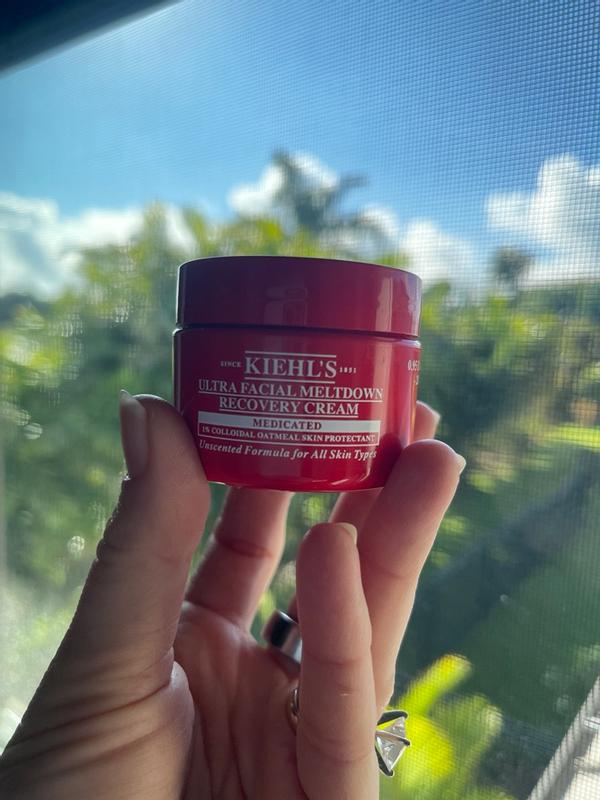 SINCE KIEHL'S 1851
ULTRA FACIAL MELTDOWN
RECOVERY CREAM
MEDICATED
1% COLLOIDAL OATMEAL SKIN PROTECTANT
Unscented Formula for All Skin Types